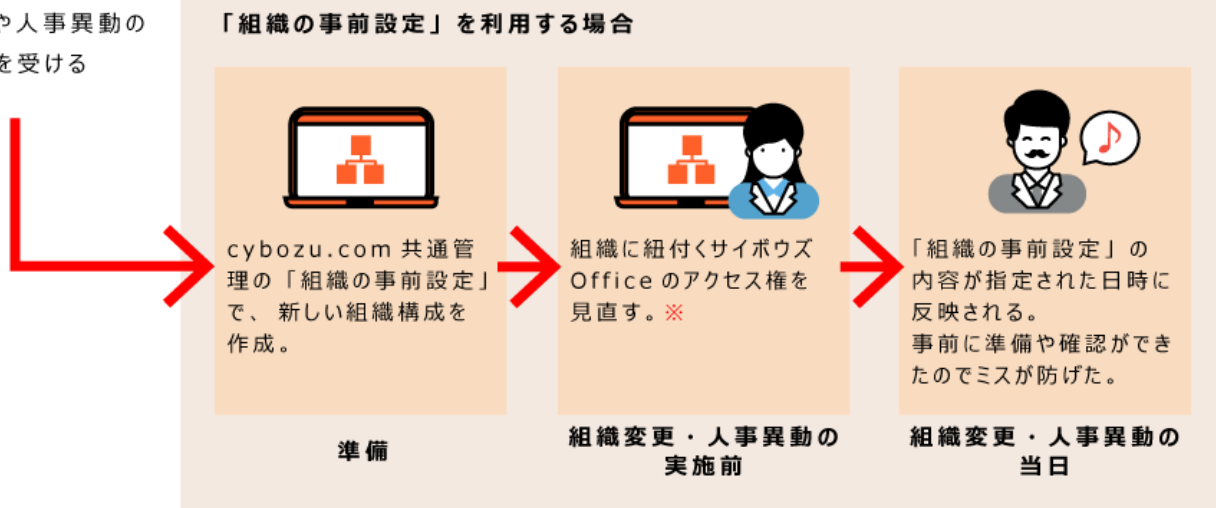 や人事異動の
を受ける
「組織の事前設定」を利用する場合
cybozu.com 共通管
理の「組織の事前設定」
で、 新しい組織構成を
作成。
準備
組織に紐付くサイボウズ
Office のアクセス権を
見直す。※
組織変更・人事異動の
実施前
「組織の事前設定」の
内容が指定された日時に
反映される。
事前に準備や確認ができ
たのでミスが防げた。
組織変更・人事異動の
当日